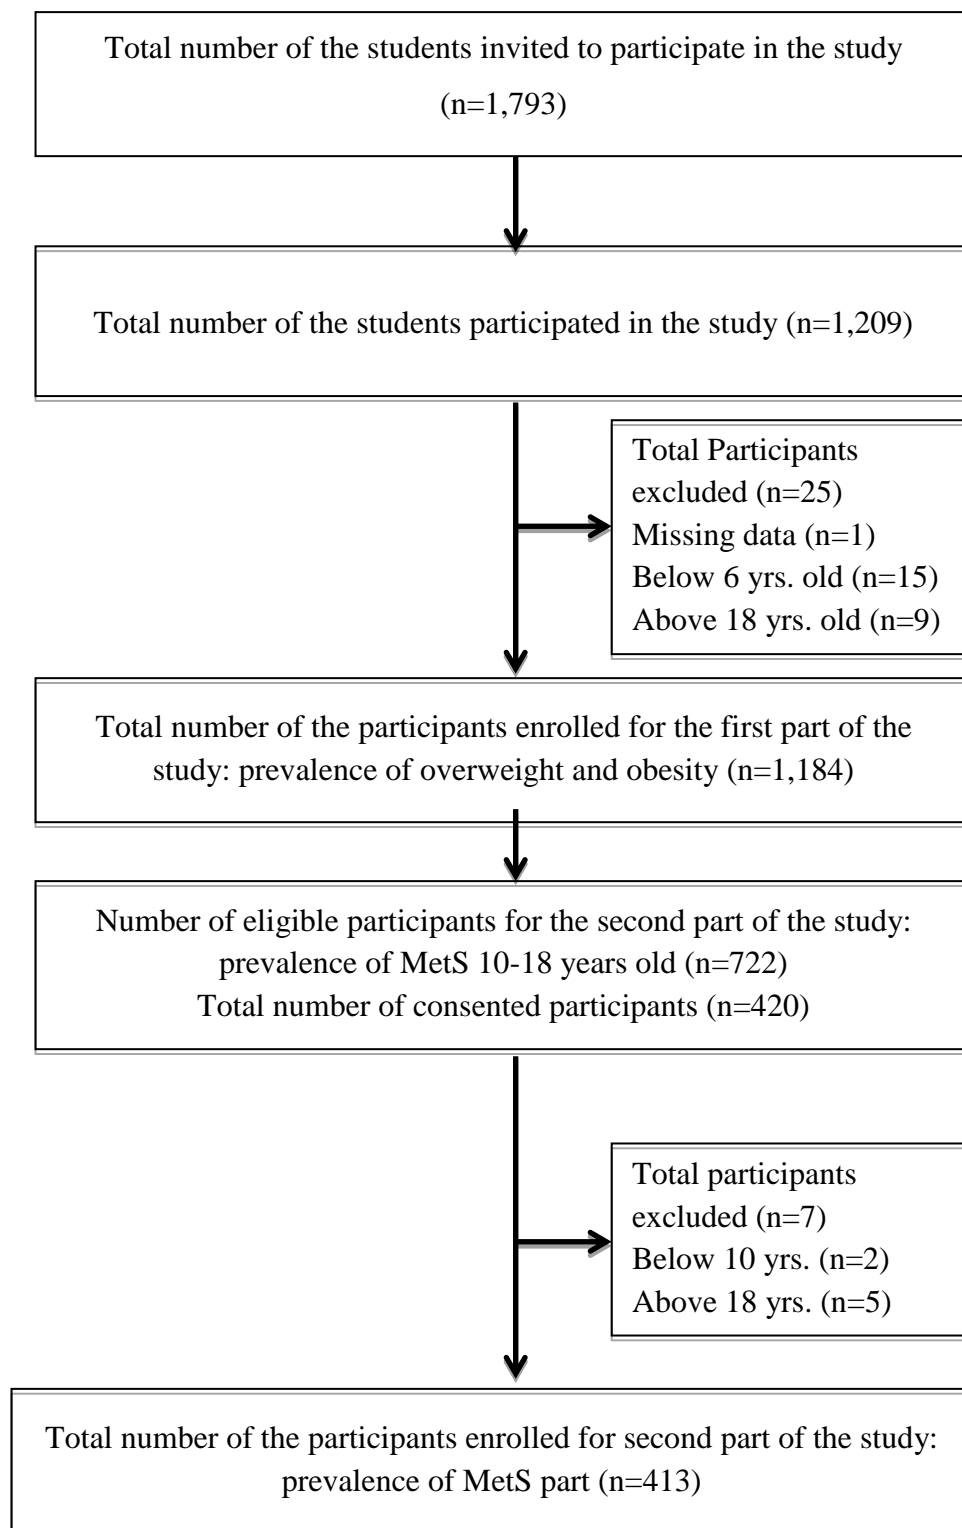 Total number of the students invited to participate in the study
(n=1,793)
Total number of the students participated in the study (n=1,209)
Total Participants
excluded (n=25)
Missing data (n=1)
Below 6 yrs. old (n=15)
Above 18 yrs. old (n=9)
Total number of the participants enrolled for the first part of the
study: prevalence of overweight and obesity (n=1,184)
Number of eligible participants for the second part of the study:
prevalence of MetS 10-18 years old (n=722)
Total number of consented participants (n=420)
Total participants
excluded (n=7)
Below 10 yrs. (n=2)
Above 18 yrs. (n=5)
Total number of the participants enrolled for second part of the study:
prevalence of MetS part (n=413)